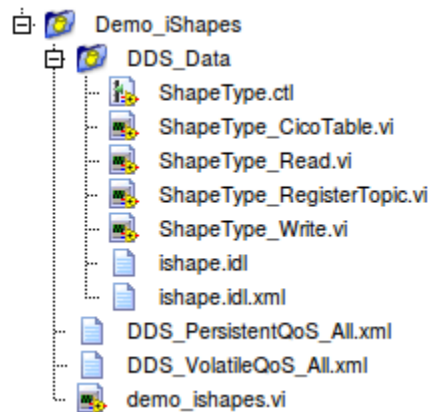 Demo_iShapes
DDS_Data
ShapeType.ctl
ShapeType_CicoTable.vi
ShapeType_Read.vi
ShapeType_RegisterTopic.vi
ShapeType_Write.vi
ishape.idl
ishape.idl.xml
DDS_PersistentQoS_All.xml
DDS_VolatileQoS_All.xml
demo_ishapes.vi